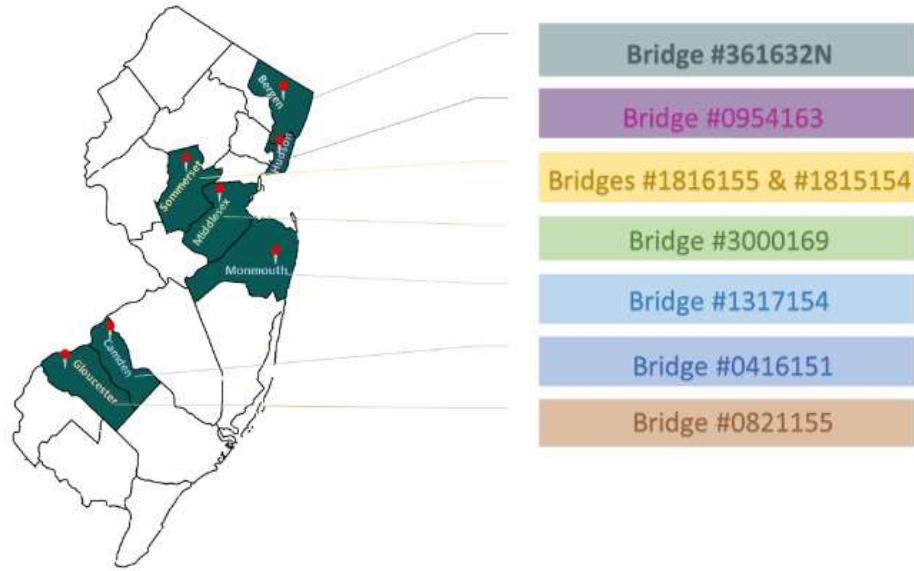 Bergen
Hudson
Sommerset
Middlesex
Monmouth
Camden
Gloucester
Bridge #361632N
Bridge #0954163
Bridges #1816155 & #1815154
Bridge #3000169
Bridge #1317154
Bridge #0416151
Bridge #0821155